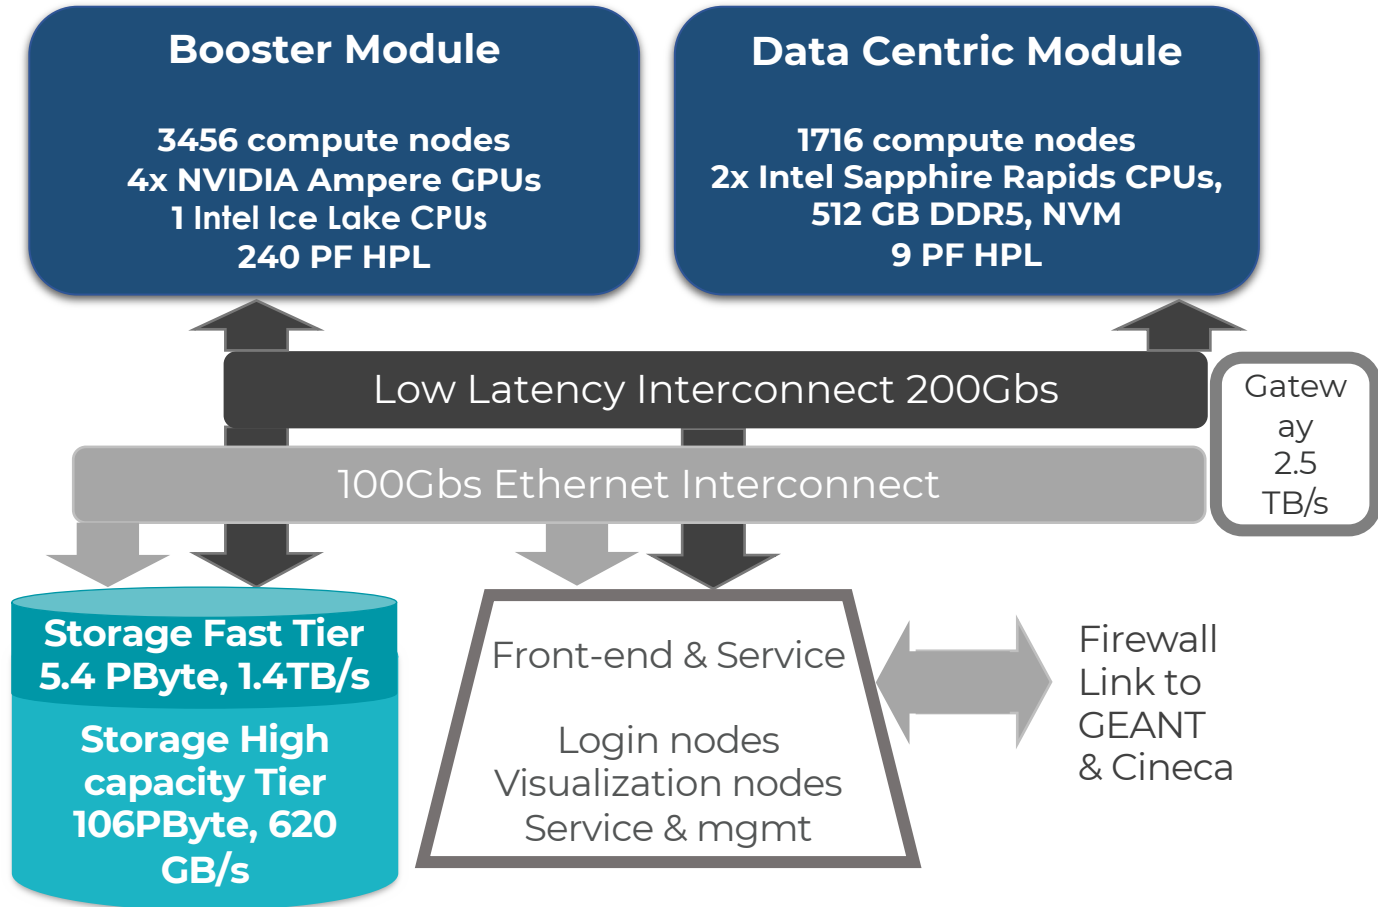 Booster Module
3456 compute nodes
4x NVIDIA Ampere GPUs
1 Intel Ice Lake CPUs
240 PF HPL
Data Centric Module
1716 compute nodes
2x Intel Sapphire Rapids CPUs,
512 GB DDR5, NVM
9 PF HPL
Low Latency Interconnect 200Gbs
100Gbs Ethernet Interconnect
Gatew
ay
2.5
TB/s
Storage Fast Tier
5.4 PByte, 1.4TB/s
Storage High
capacity Tier
106PByte, 620
GB/s
Front-end & Service
Login nodes
Visualization nodes
Service & mgmt
Firewall
Link to
GEANT
& Cineca